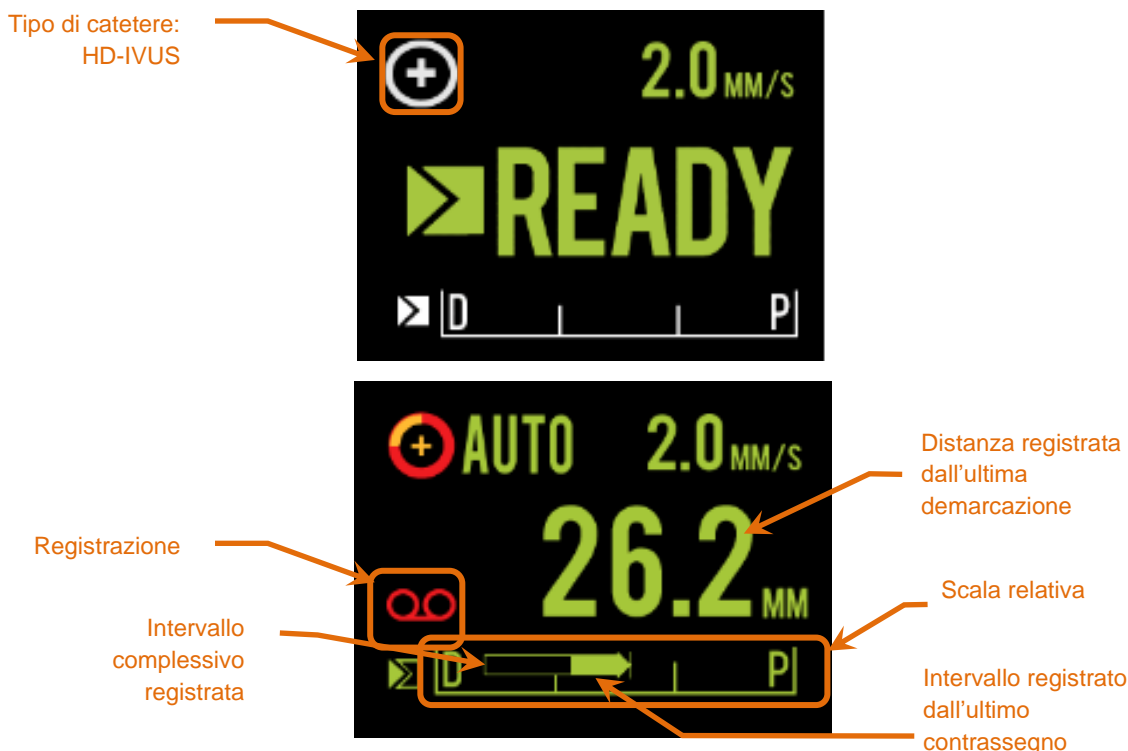 Tipo di catetere:
HD-IVUS
2.0 MM/S
READY
D P
AUTO 2.0 MM/S
Distanza registrata
dall'ultima
demarcazione
Registrazione
26.2 MM
Scala relativa
Intervallo
complessivo
registrata
D P
Intervallo registrato
dall'ultimo
contrassegno